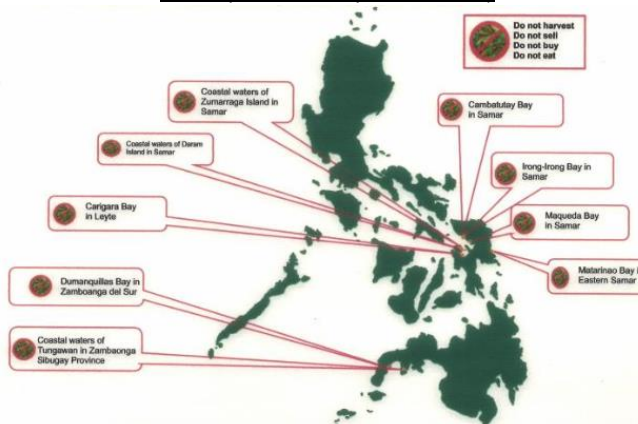 Do not harvest
Do not sell
Do not buy
Do not eat
Coastal waters of
Zumarraga Island in
Samar
Cambatutay Bay
in Samar
Coastal waters of Daram
Island in Samar
Irong-Irong Bay in
Samar
Carigara Bay
in Leyte
Maqueda Bay
in Samar
Matarinao Bay i
Eastern Samar
Dumanquillas Bay in
Zamboanga del Sur
Coastal waters of
Tungawan in Zambaonga
Sibugay Province